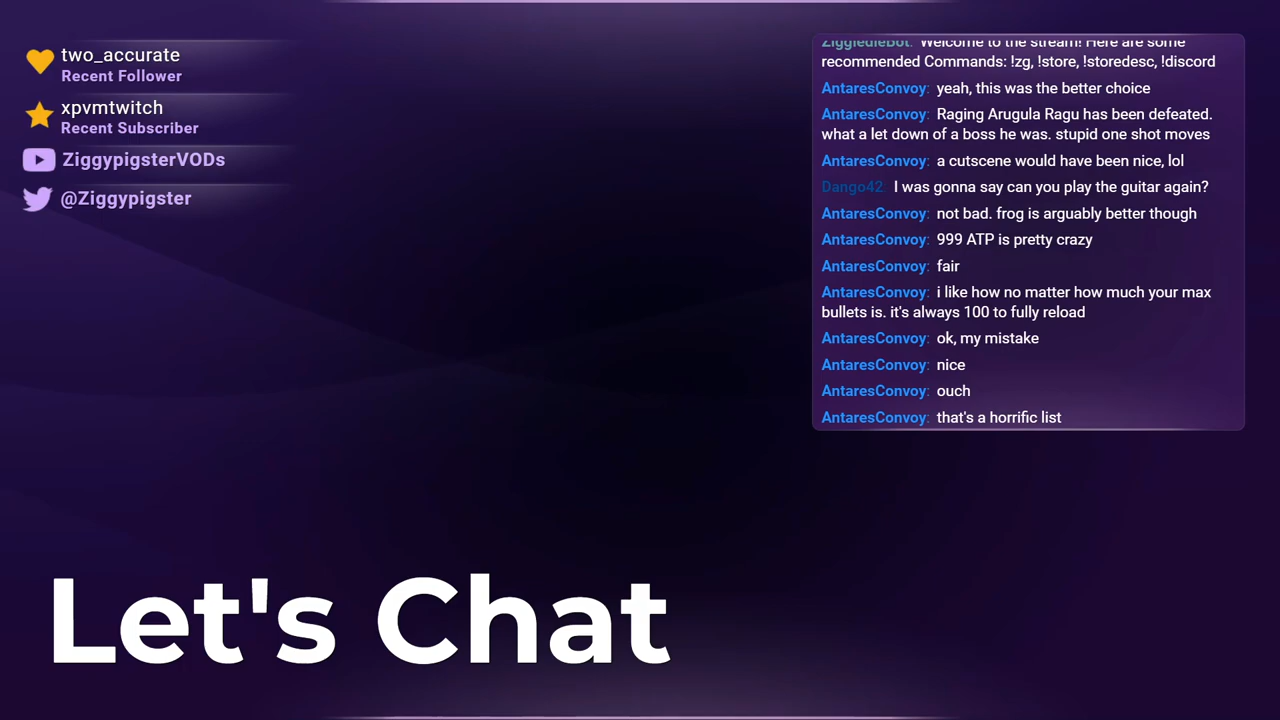 two_accurate
Recent Follower
xpvmtwitch
Recent Subscriber
ZiggypigsterVODs
@Ziggypigster
Ziggiediebot: Welcome to the stream! Here are some
recommended Commands: !zg, !store, !storedesc, !discord
AntaresConvoy: yeah, this was the better choice
AntaresConvoy: Raging Arugula Ragu has been defeated.
what a let down of a boss he was. stupid one shot moves
AntaresConvoy: a cutscene would have been nice, lol
Dango42: I was gonna say can you play the guitar again?
AntaresConvoy: not bad. frog is arguably better though
AntaresConvoy: 999 ATP is pretty crazy
AntaresConvoy: fair
AntaresConvoy: i like how no matter how much your max
bullets is. it's always 100 to fully reload
AntaresConvoy: ok, my mistake
AntaresConvoy: nice
AntaresConvoy: ouch
AntaresConvoy: that's a horrific list
Let's Chat